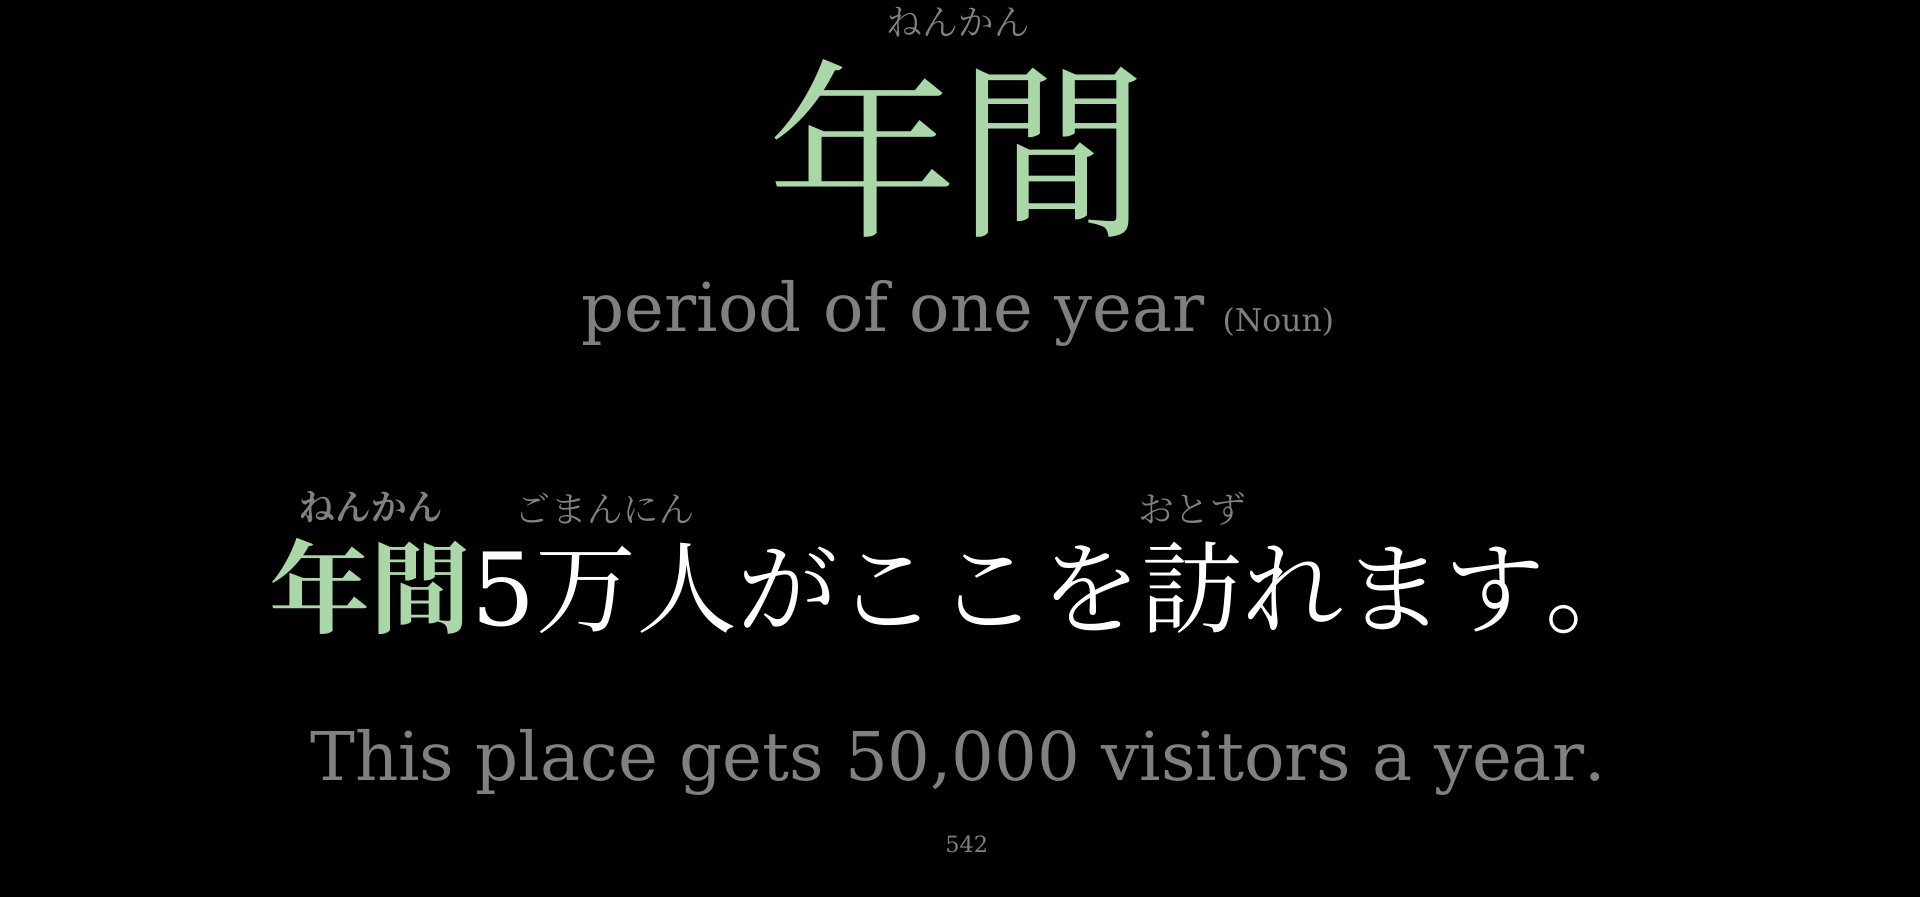 ねんかん
年間
period of one year (Noun)
ねんかん ごまんにん おとず
年間5万人がここを訪れます。
This place gets 50,000 visitors a year.
542